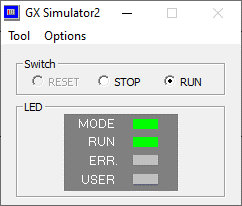 GX Simulator2
Tool Options
Switch
RESET STOP RUN
LED
MODE
RUN
ERR.
USER